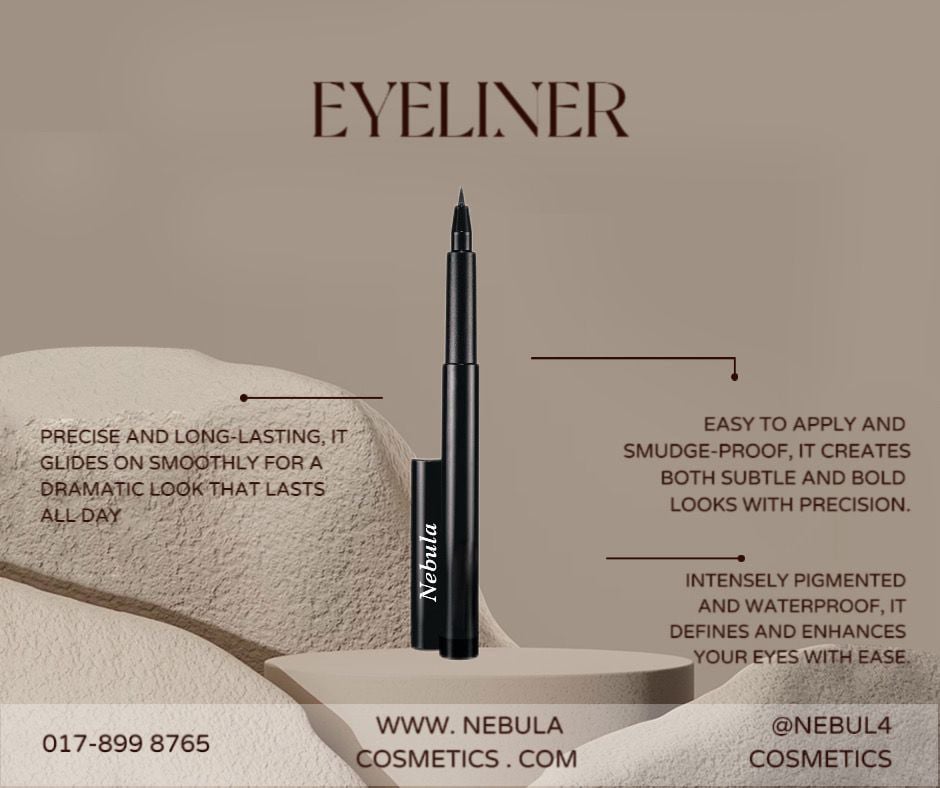 EYELINER
PRECISE AND LONG-LASTING, IT
GLIDES ON SMOOTHLY FOR A
DRAMATIC LOOK THAT LASTS
ALL DAY
EASY TO APPLY AND
SMUDGE-PROOF, IT CREATES
BOTH SUBTLE AND BOLD
LOOKS WITH PRECISION.
Nebula
INTENSELY PIGMENTED
AND WATERPROOF, IT
DEFINES AND ENHANCES
YOUR EYES WITH EASE.
017-899 8765
WWW. NEBULA
COSMETICS . COM
@NEBUL4
COSMETICS